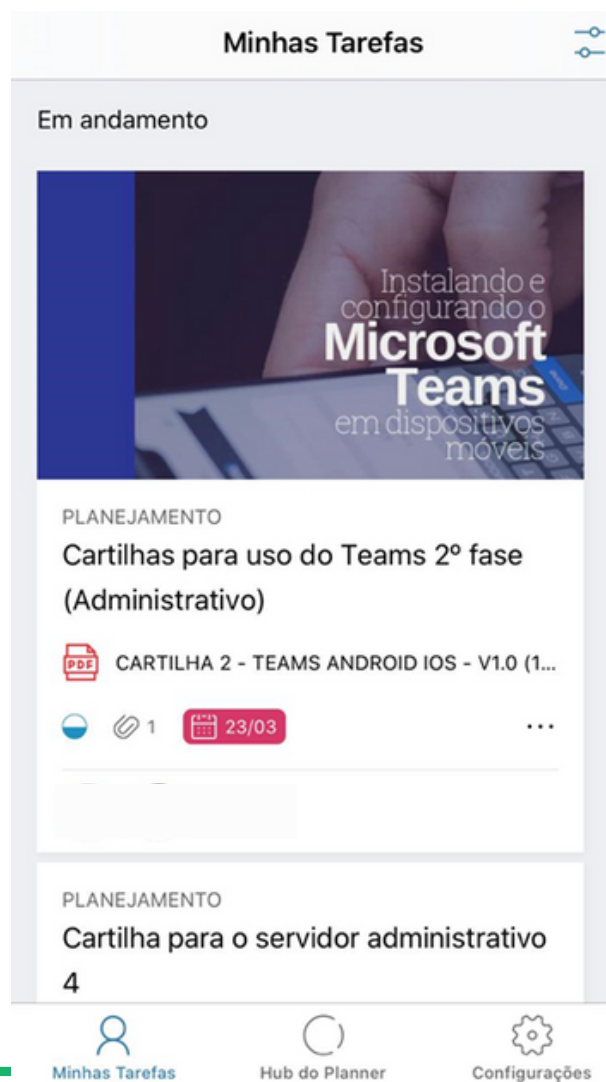 Minhas Tarefas
Em andamento
Instalando e
configurando o
Microsoft
Teams
em dispositivos
móveis
PLANEJAMENTO
Cartilhas para uso do Teams 2º fase
(Administrativo)
PDF CARTILHA 2 - TEAMS ANDROID IOS - V1.0 (1...
1 23/03 ...
PLANEJAMENTO
Cartilha para o servidor administrativo
4
Minhas Tarefas Hub do Planner Configurações